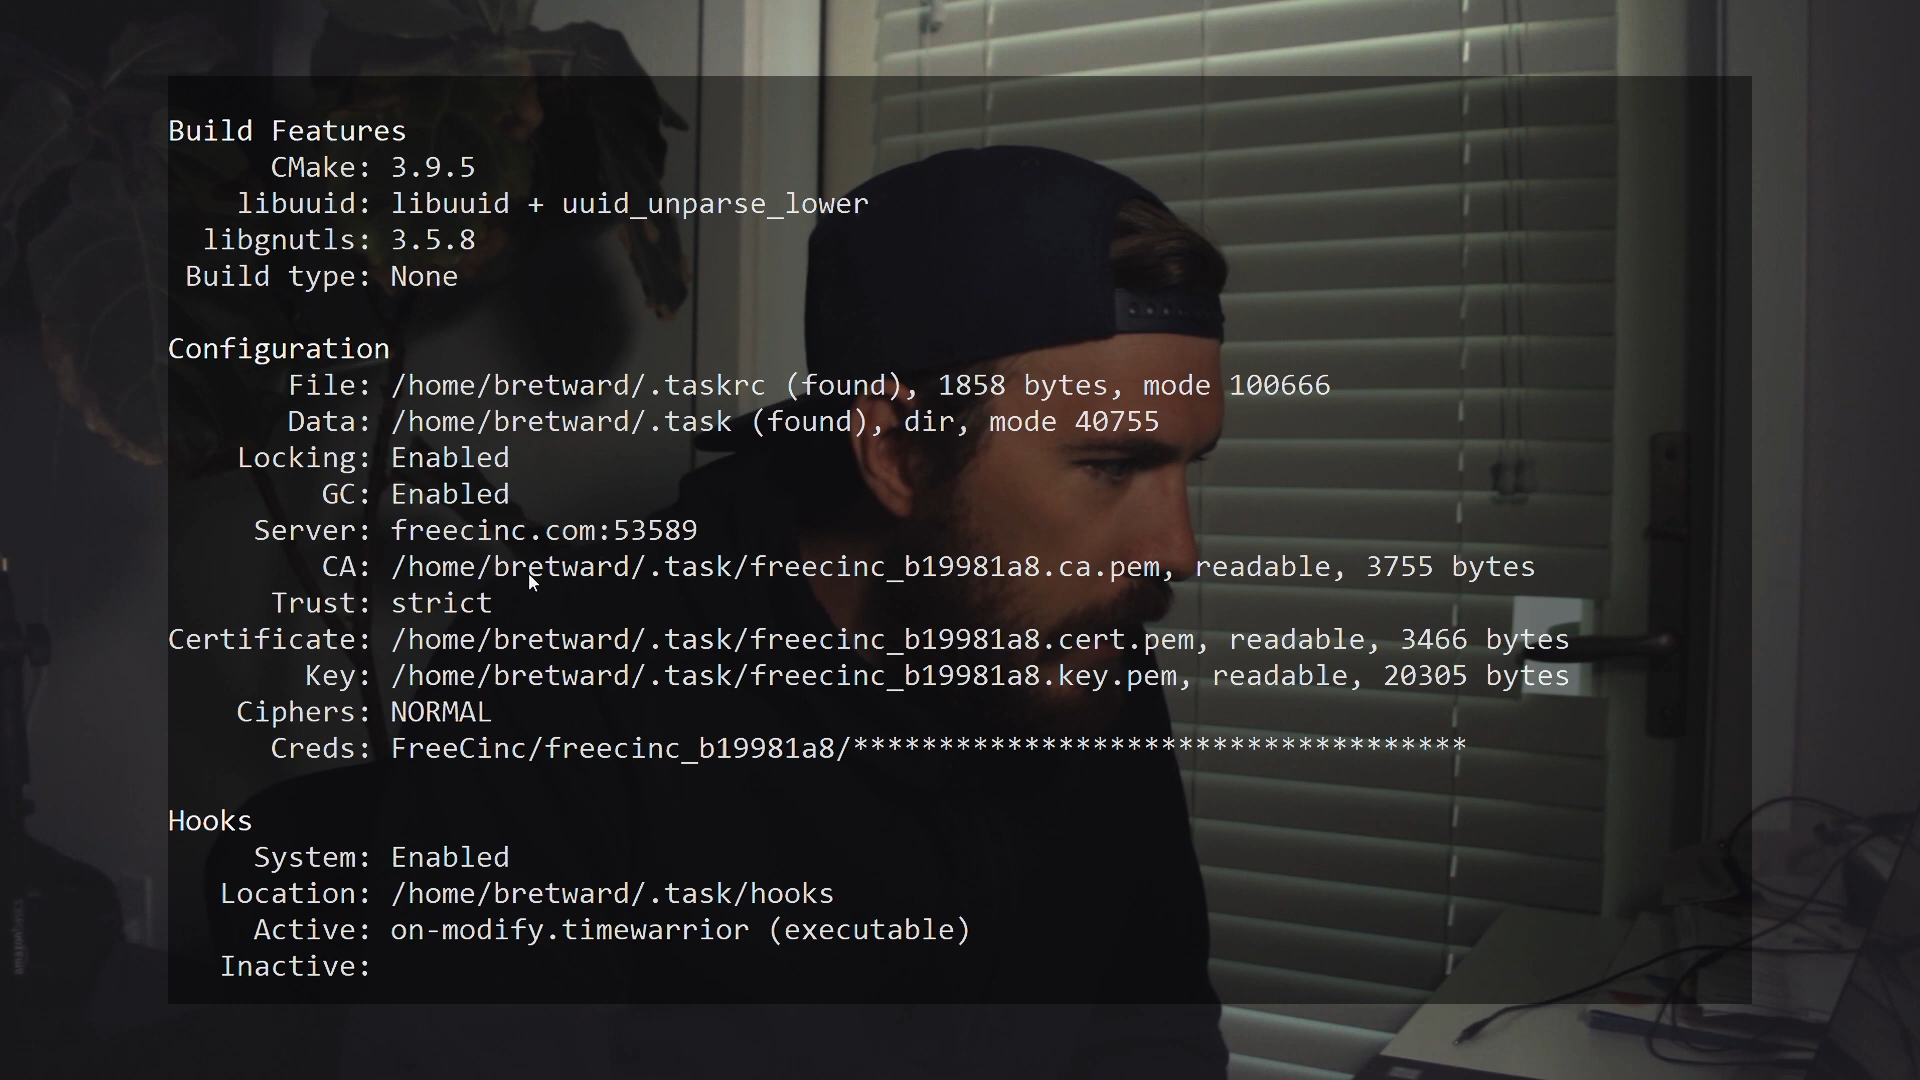 Build Features
CMake: 3.9.5
libuuid: libuuid + uuid_unparse_lower
libgnutls: 3.5.8
Build type: None
Configuration
File: /home/bretward/.taskrc (found), 1858 bytes, mode 100666
Data: /home/bretward/.task (found), dir, mode 40755
Locking: Enabled
GC: Enabled
Server: freecinc.com:53589
CA: /home/bretward/.task/freecinc_b19981a8.ca.pem, readable, 3755 bytes
Trust: strict
Certificate: /home/bretward/.task/freecinc_b19981a8.cert.pem, readable, 3466 bytes
Key: /home/bretward/.task/freecinc_b19981a8.key.pem, readable, 20305 bytes
Ciphers: NORMAL
Creds: FreeCinc/freecinc_b19981a8/************************************
Hooks
System: Enabled
Location: /home/bretward/.task/hooks
Active: on-modify.timewarrior (executable)
Inactive: